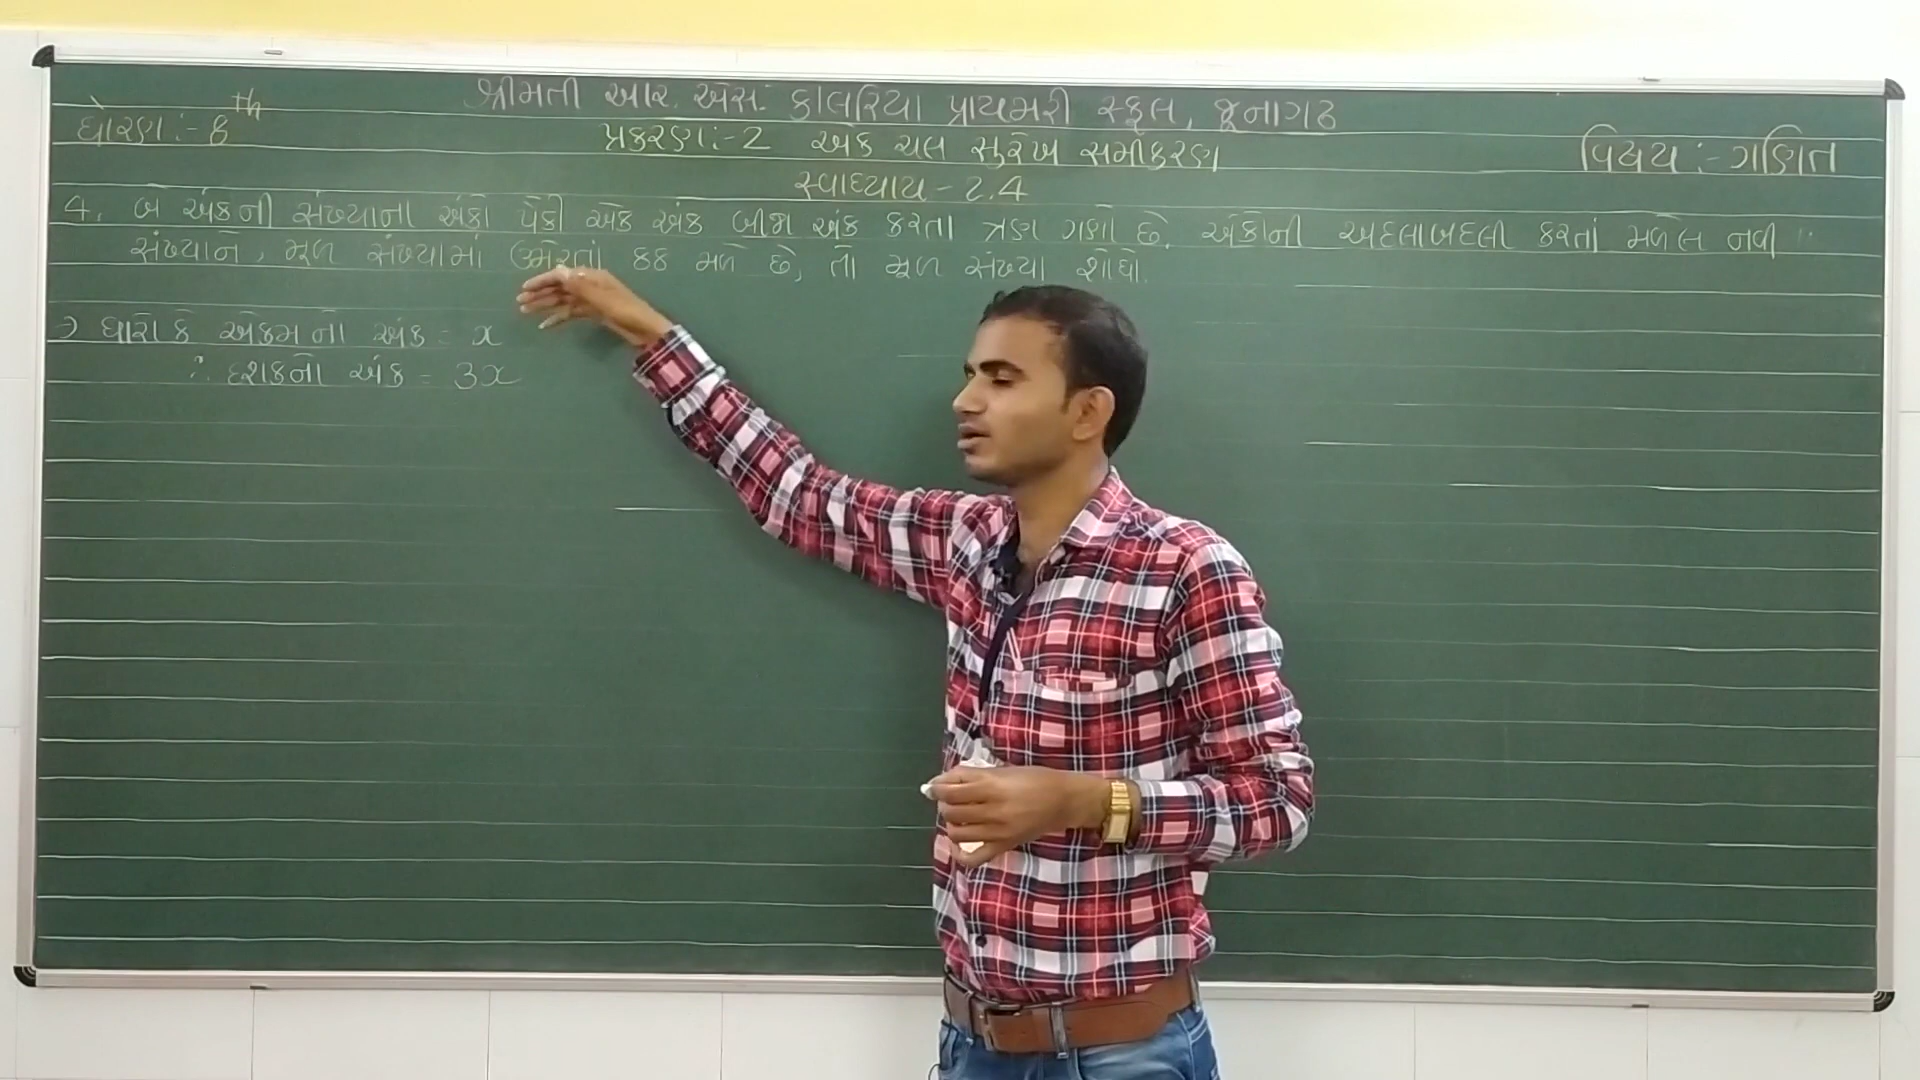 શ્રીમતી આર. એસ. કાલરિયા પ્રાયમરી સ્કૂલ, જૂનાગઢ
ધોરણ :- 8th
પ્રકરણ :- 2 એક ચલ સુરેખ સમીકરણ
વિષય :- ગણિત
સ્વાધ્યાય - 2.4
4. બે અંકની સંખ્યાના અંકો પૈકી એક અંક બીજા અંક કરતા ત્રણ ગણો છે. અંકોની અદલાબદલી કરતાં મળેલ નવી
સંખ્યાને, મૂળ સંખ્યામાં ઉમેરતાં 88 મળે છે, તો મૂળ સંખ્યા શોધો.
→ ધારો કે એકમનો અંક = x
∴ દશકનો અંક = 3x